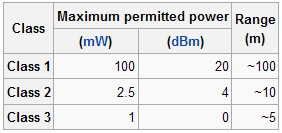 Class Maximum permitted power Range
(mW) (dBm) (m)
Class 1 100 20 ~100
Class 2 2.5 4 ~10
Class 3 1 0 ~5